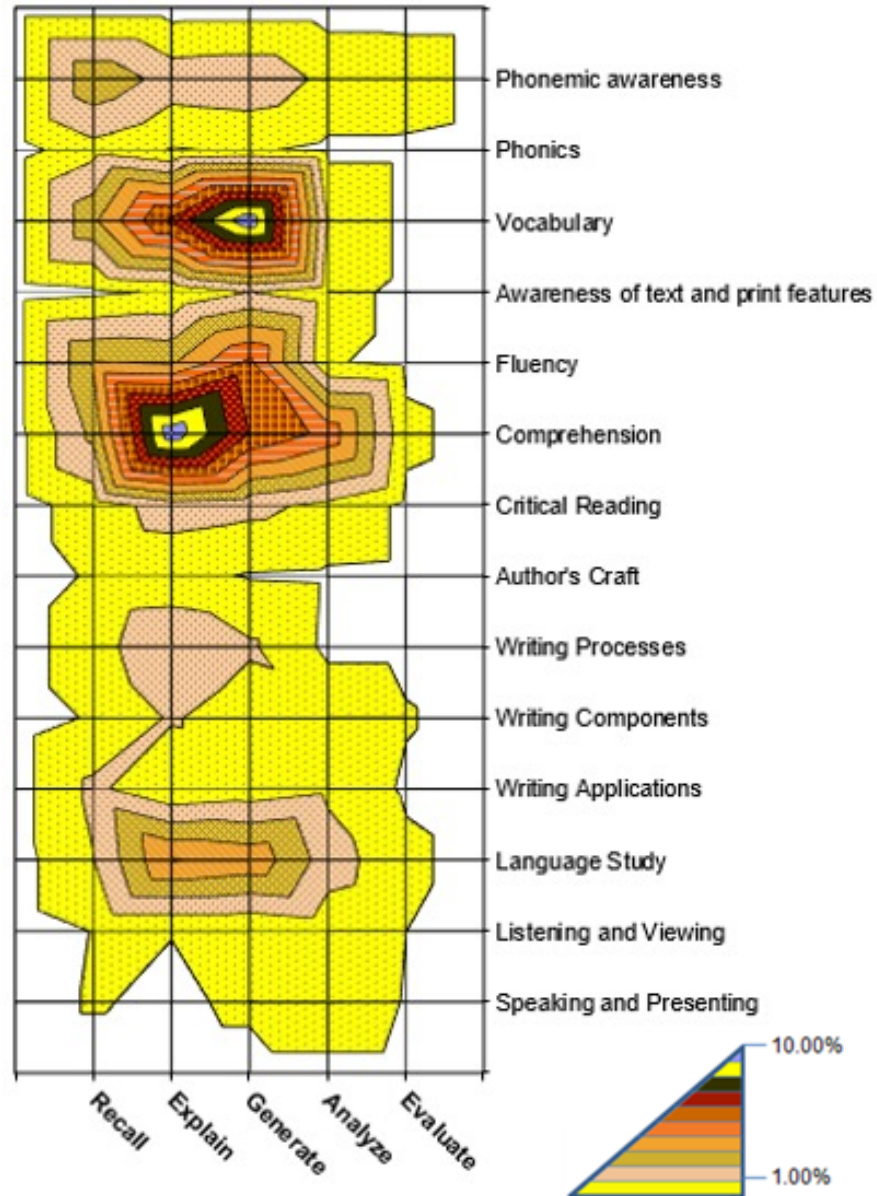 Phonemic awareness
Phonics
Vocabulary
Awareness of text and print features
Fluency
Comprehension
Critical Reading
Author's Craft
Writing Processes
Writing Components
Writing Applications
Language Study
Listening and Viewing
Speaking and Presenting
Recall
Explain
Generate
Analyze
Evaluate
10.00%
1.00%